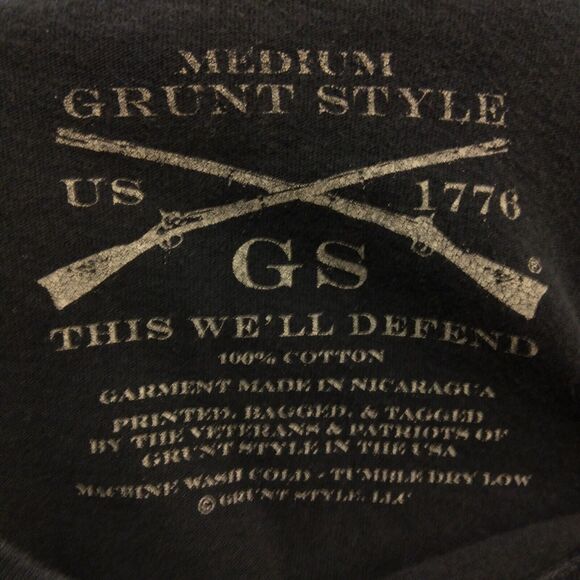 MEDIUM
GRUNT STYLE
US 1776
GS
®
THIS WE'LL DEFEND
100% COTTON
GARMENT MADE IN NICARAGUA
PRINTED, BAGGED, & TAGGED
BY THE VETERANS & PATRIOTS OF
GRUNT STYLE IN THE USA
MACHINE WASH COLD - TUMBLE DRY LOW
© GRUNT STYLE, LLC